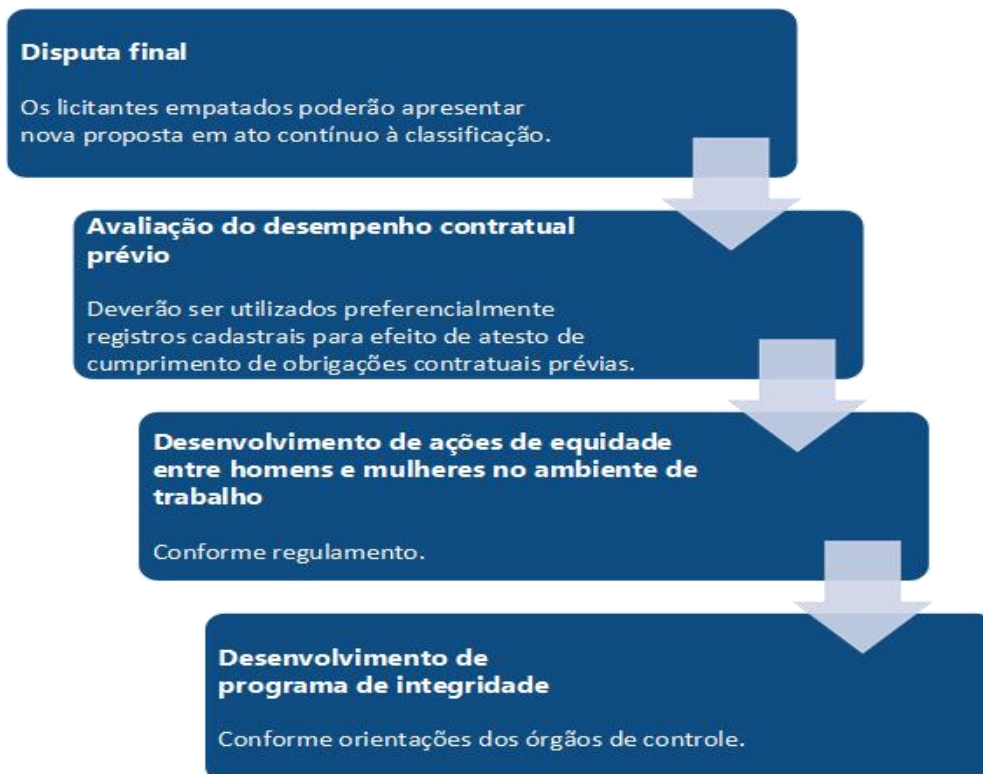 Disputa final
Os licitantes empatados poderão apresentar
nova proposta em ato contínuo à classificação.
Avaliação do desempenho contratual
prévio
Deverão ser utilizados preferencialmente
registros cadastrais para efeito de atesto de
cumprimento de obrigações contratuais prévias.
Desenvolvimento de ações de equidade
entre homens e mulheres no ambiente de
trabalho
Conforme regulamento.
Desenvolvimento de
programa de integridade
Conforme orientações dos órgãos de controle.